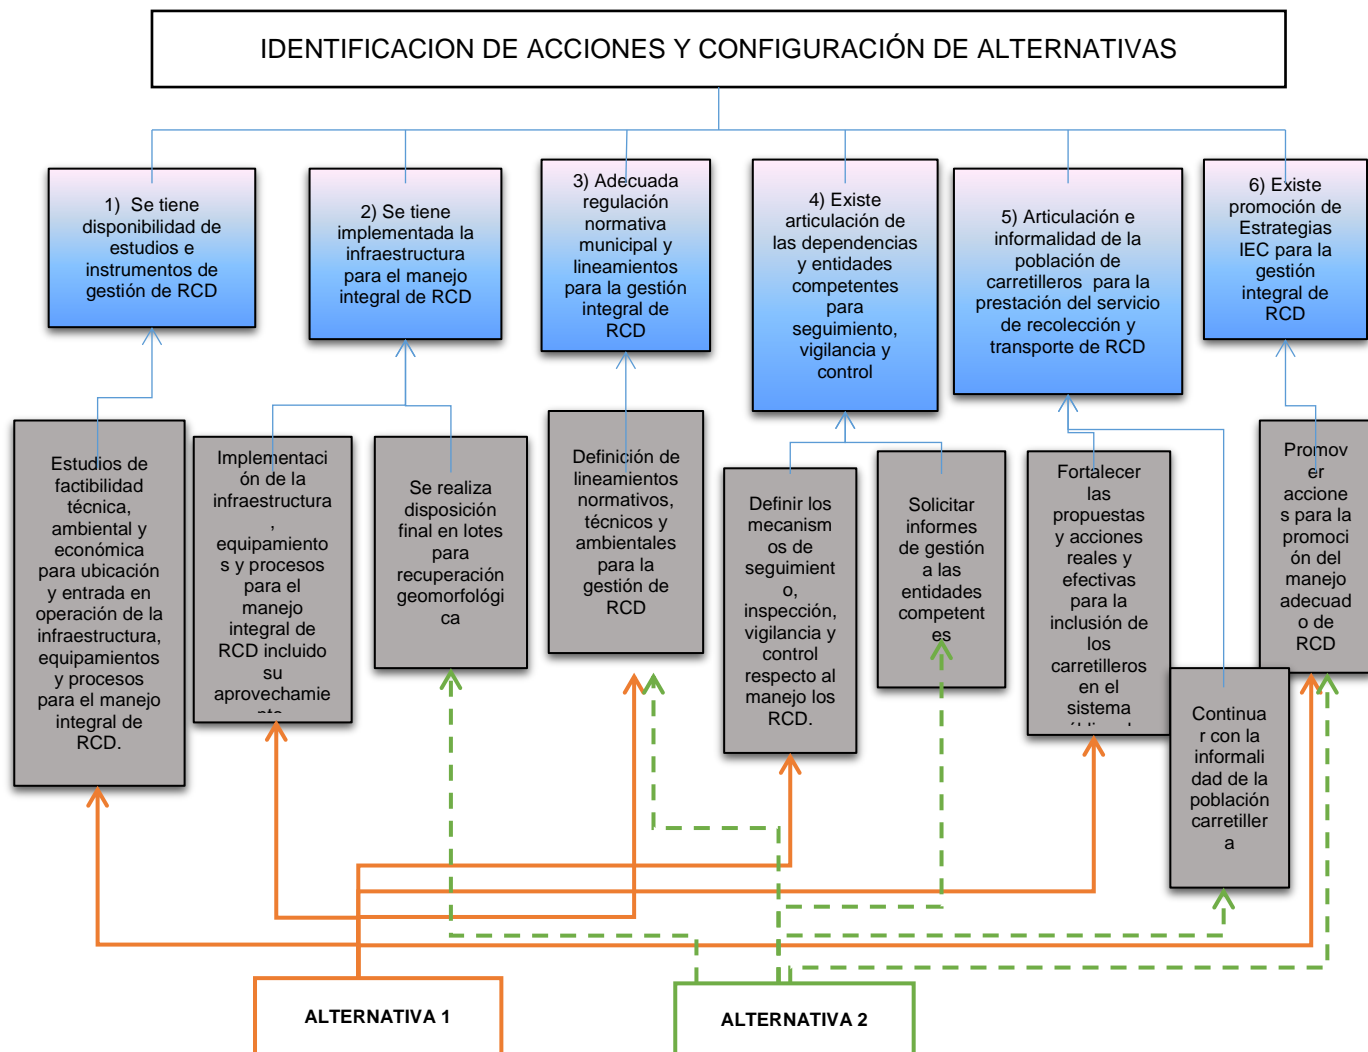 IDENTIFICACION DE ACCIONES Y CONFIGURACIÓN DE ALTERNATIVAS
1) Se tiene
disponibilidad de
estudios e
instrumentos de
gestión de RCD
2) Se tiene
implementada la
infraestructura
para el manejo
integral de RCD
3) Adecuada
regulación
normativa
municipal y
lineamientos
para la gestión
integral de
RCD
4) Existe
articulación de
las dependencias
y entidades
competentes
para
seguimiento,
vigilancia y
control
5) Articulación e
informalidad de la
población de
carretilleros para la
prestación del servicio
de recolección y
transporte de RCD
6) Existe
promoción de
Estrategias
IEC para la
gestión
integral de
RCD
Estudios de
factibilidad
técnica,
ambiental y
económica
para ubicación
y entrada en
operación de la
infraestructura,
equipamientos
y procesos
para el manejo
integral de
RCD.
Implementaci
ón de la
infraestructura
,
equipamiento
s y procesos
para el
manejo
integral de
RCD incluido
su
aprovechamie
Se realiza
disposición
final en lotes
para
recuperación
geomorfológi
ca
Definición de
lineamientos
normativos,
técnicos y
ambientales
para la
gestión de
RCD
Definir los
mecanism
os de
seguimient
o,
inspección,
vigilancia y
control
respecto al
manejo los
RCD.
Solicitar
informes
de gestión
a las
entidades
competent
es
Fortalecer
las
propuestas
y acciones
reales y
efectivas
para la
inclusión de
los
carretilleros
en el
sistema
Continua
r con la
informali
dad de la
población
carretiller
a
Promov
er
accione
s para la
promoci
ón del
manejo
adecuad
o de
RCD
ALTERNATIVA 1
ALTERNATIVA 2